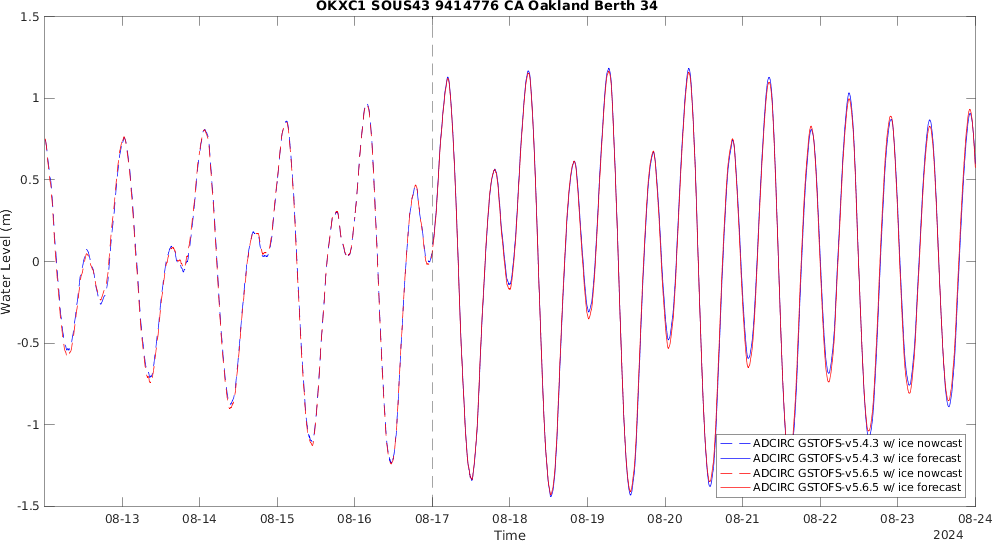 OKXC1 SOUS43 9414776 CA Oakland Berth 34
1.5
1
0.5
0
-0.5
-1
-1.5
Water Level (m)
08-13
08-14
08-15
08-16
08-17
08-18
08-19
08-20
08-21
08-22
08-23
08-24
Time
2024
ADCIRC GSTOFS-v5.4.3 w/ ice nowcast
ADCIRC GSTOFS-v5.4.3 w/ ice forecast
ADCIRC GSTOFS-v5.6.5 w/ ice nowcast
ADCIRC GSTOFS-v5.6.5 w/ ice forecast